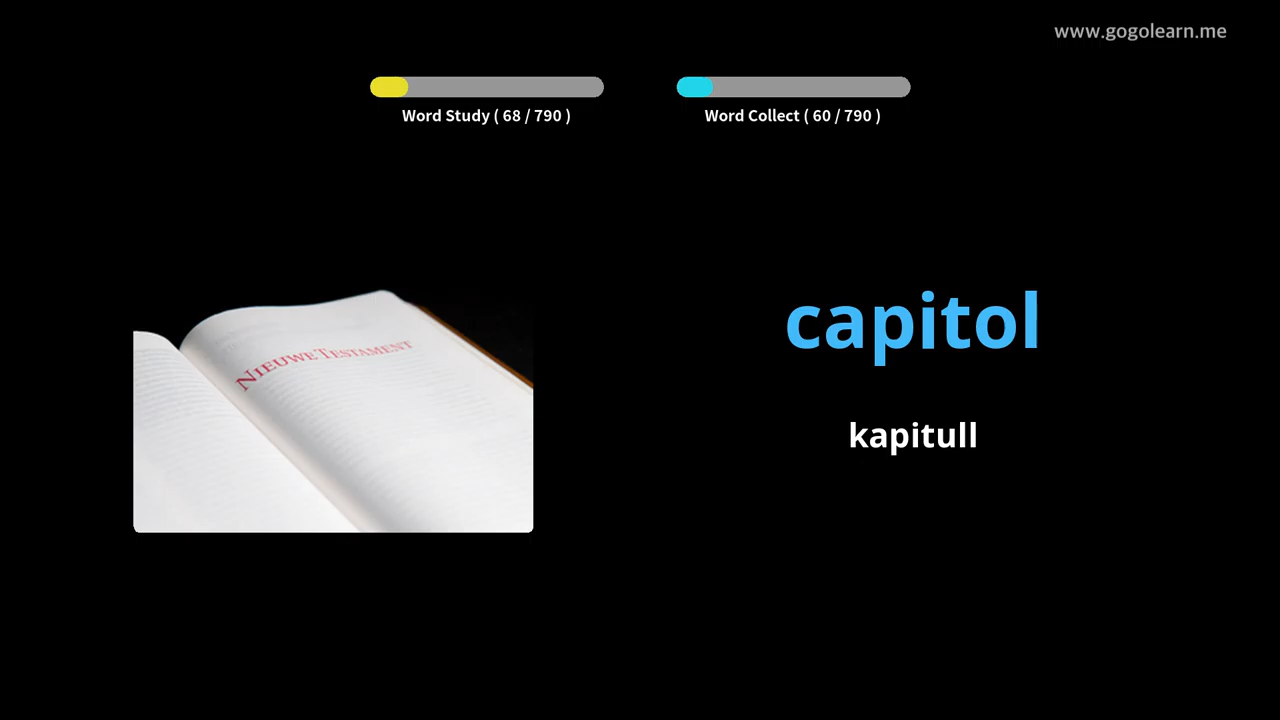 www.gogolearn.me
Word Study ( 68 / 790 )
Word Collect ( 60 / 790 )
NIEUWE TESTAMENT
capitol
kapitull